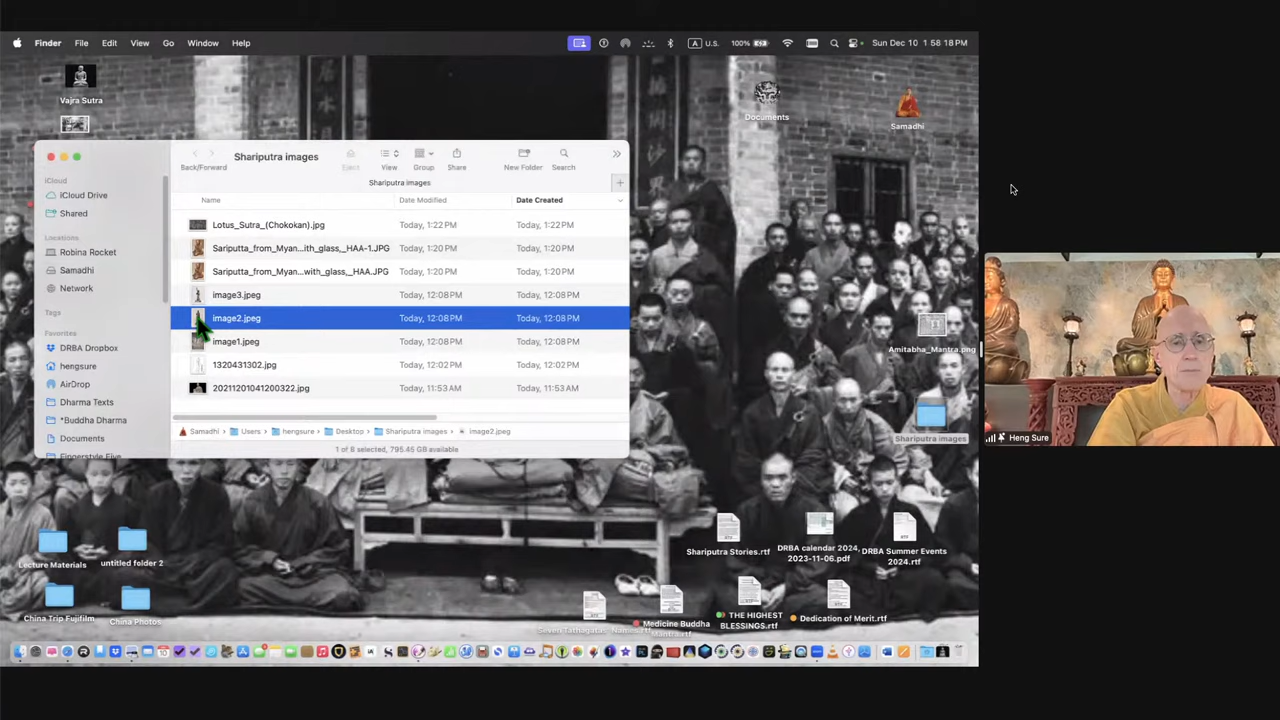 Finder File Edit View Go Window Help
U.S. 100% Sun Dec 10 1 58 18 PM
Vajra Sutra
Documents
Samadhi
Amitabha_Mantra.png
Shariputra images
Back/Forward
Shariputra images
Eject View Group Share New Folder Search
Shariputra images
Name Date Modified Date Created
Lotus_Sutra_(Chokokan).jpg Today, 1:22 PM Today, 1:22 PM
Sariputta_from_Myan...ith_glass,_HAA-1.JPG Today, 1:20 PM Today, 1:20 PM
Sariputta_from_Myan...with_glass,_HAA.JPG Today, 1:20 PM Today, 1:20 PM
image3.jpeg Today, 12:08 PM Today, 12:08 PM
image2.jpeg Today, 12:08 PM Today, 12:08 PM
image1.jpeg Today, 12:08 PM Today, 12:08 PM
1320431302.jpg Today, 12:02 PM Today, 12:02 PM
20211201041200322.jpg Today, 11:53 AM Today, 11:53 AM
iCloud
iCloud Drive
Shared
Locations
Robina Rocket
Samadhi
Network
Tags
Favorites
DRBA Dropbox
hengsure
AirDrop
Dharma Texts
*Buddha Dharma
Documents
Fingerstyle Five
Samadhi Users hengsure Desktop Shariputra images image2.jpeg
1 of 8 selected, 795.45 GB available
Lecture Materials
untitled folder 2
China Trip Fujifilm
China Photos
Shariputra Stories.rtf
DRBA calendar 2024, 2023-11-06.pdf
DRBA Summer Events 2024.rtf
Seven Tathagatas' Names.rtf
Medicine Buddha Mantra.rtf
THE HIGHEST BLESSINGS.rtf
Dedication of Merit.rtf
Heng Sure